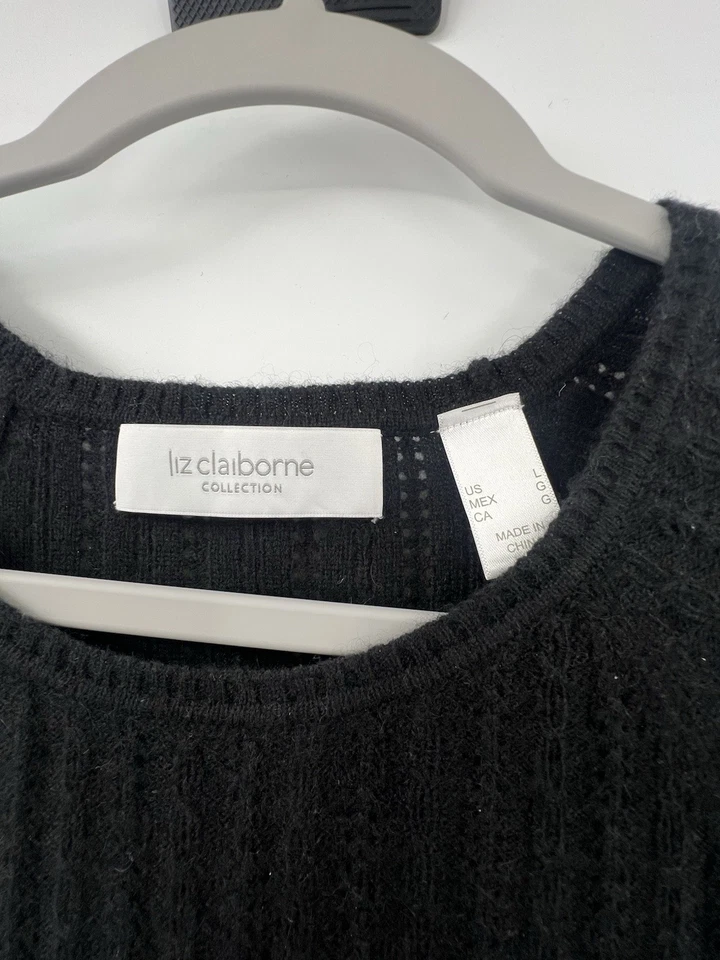 liz claiborne
COLLECTION
US L
MEX G
CA G
MADE IN
CHINA